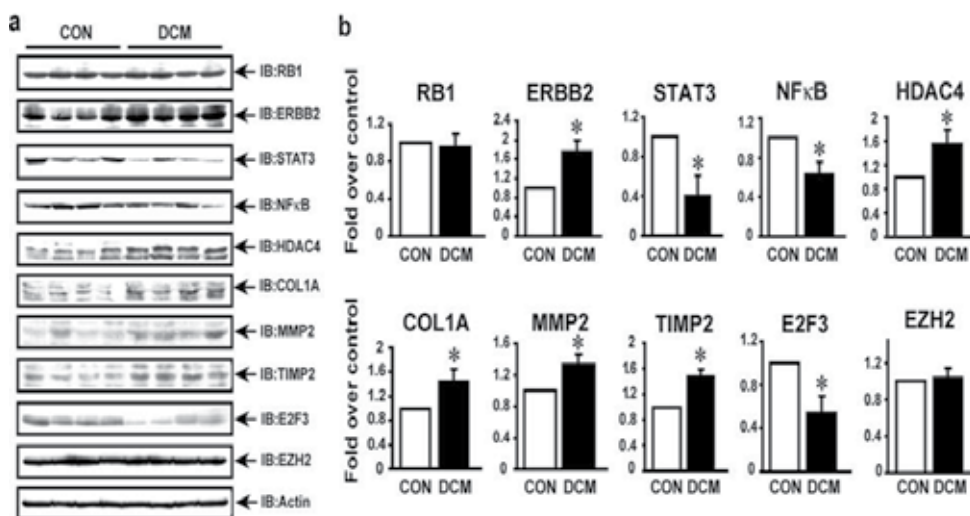 a
CON DCM
IB:RB1
IB:ERBB2
IB:STAT3
IB:NFκB
IB:HDAC4
IB:COL1A
IB:MMP2
IB:TIMP2
IB:E2F3
IB:EZH2
IB:Actin
b
RB1 ERBB2 STAT3 NFκB HDAC4
Fold over control
1.2 0.8 0.4 0
2.4 2 1.6 1.2 0.8 0.4 0
* 
1.2 0.8 0.4 0
*
1.2 0.8 0.4 0
*
2 1.6 1.2 0.8 0.4 0
*
CON DCM CON DCM CON DCM CON DCM CON DCM
COL1A MMP2 TIMP2 E2F3 EZH2
Fold over control
2 1.6 1.2 0.8 0.4 0
*
1.6 1.2 0.8 0.4 0
*
2 1.6 12 0.8 0.4 0
*
1.2 0.8 0.4 0
*
1.2 0.8 0.4 0
CON DCM CON DCM CON DCM CON DCM CON DCM